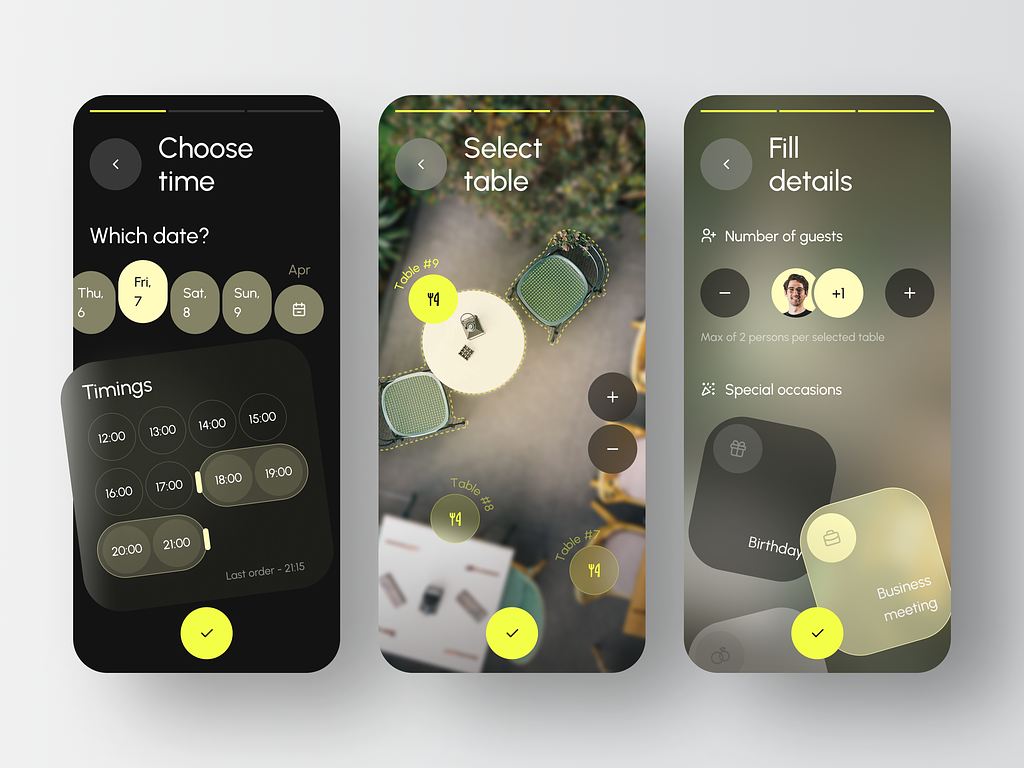 Choose
time
Which date?
Apr
Thu,
6
Fri,
7
Sat,
8
Sun,
9
Timings
12:00
13:00
14:00
15:00
16:00
17:00
18:00
19:00
20:00
21:00
Last order - 21:15
Select
table
Table #9
Table #8
Table #7
Fill
details
Number of guests
+1
Max of 2 persons per selected table
Special occasions
Birthday
Business
meeting